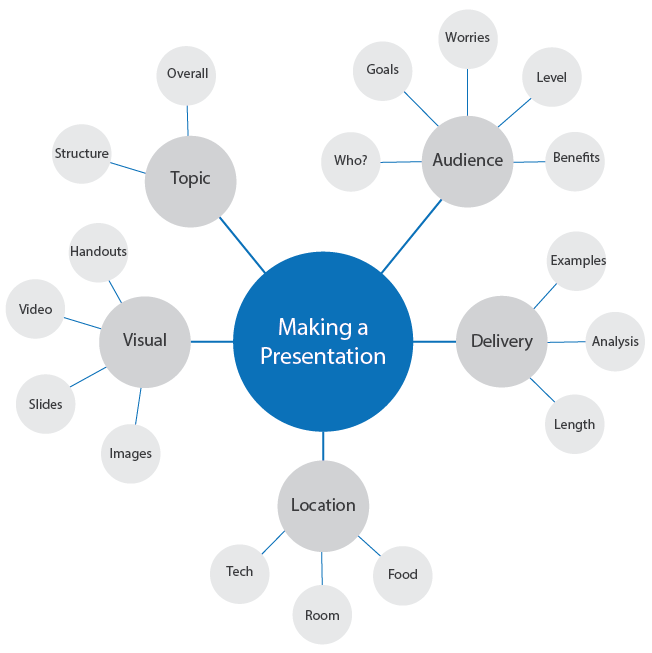 Worries
Goals
Level
Overall
Structure
Who?
Audience
Benefits
Topic
Handouts
Examples
Video
Visual
Making a
Presentation
Delivery
Analysis
Slides
Images
Length
Location
Tech
Food
Room